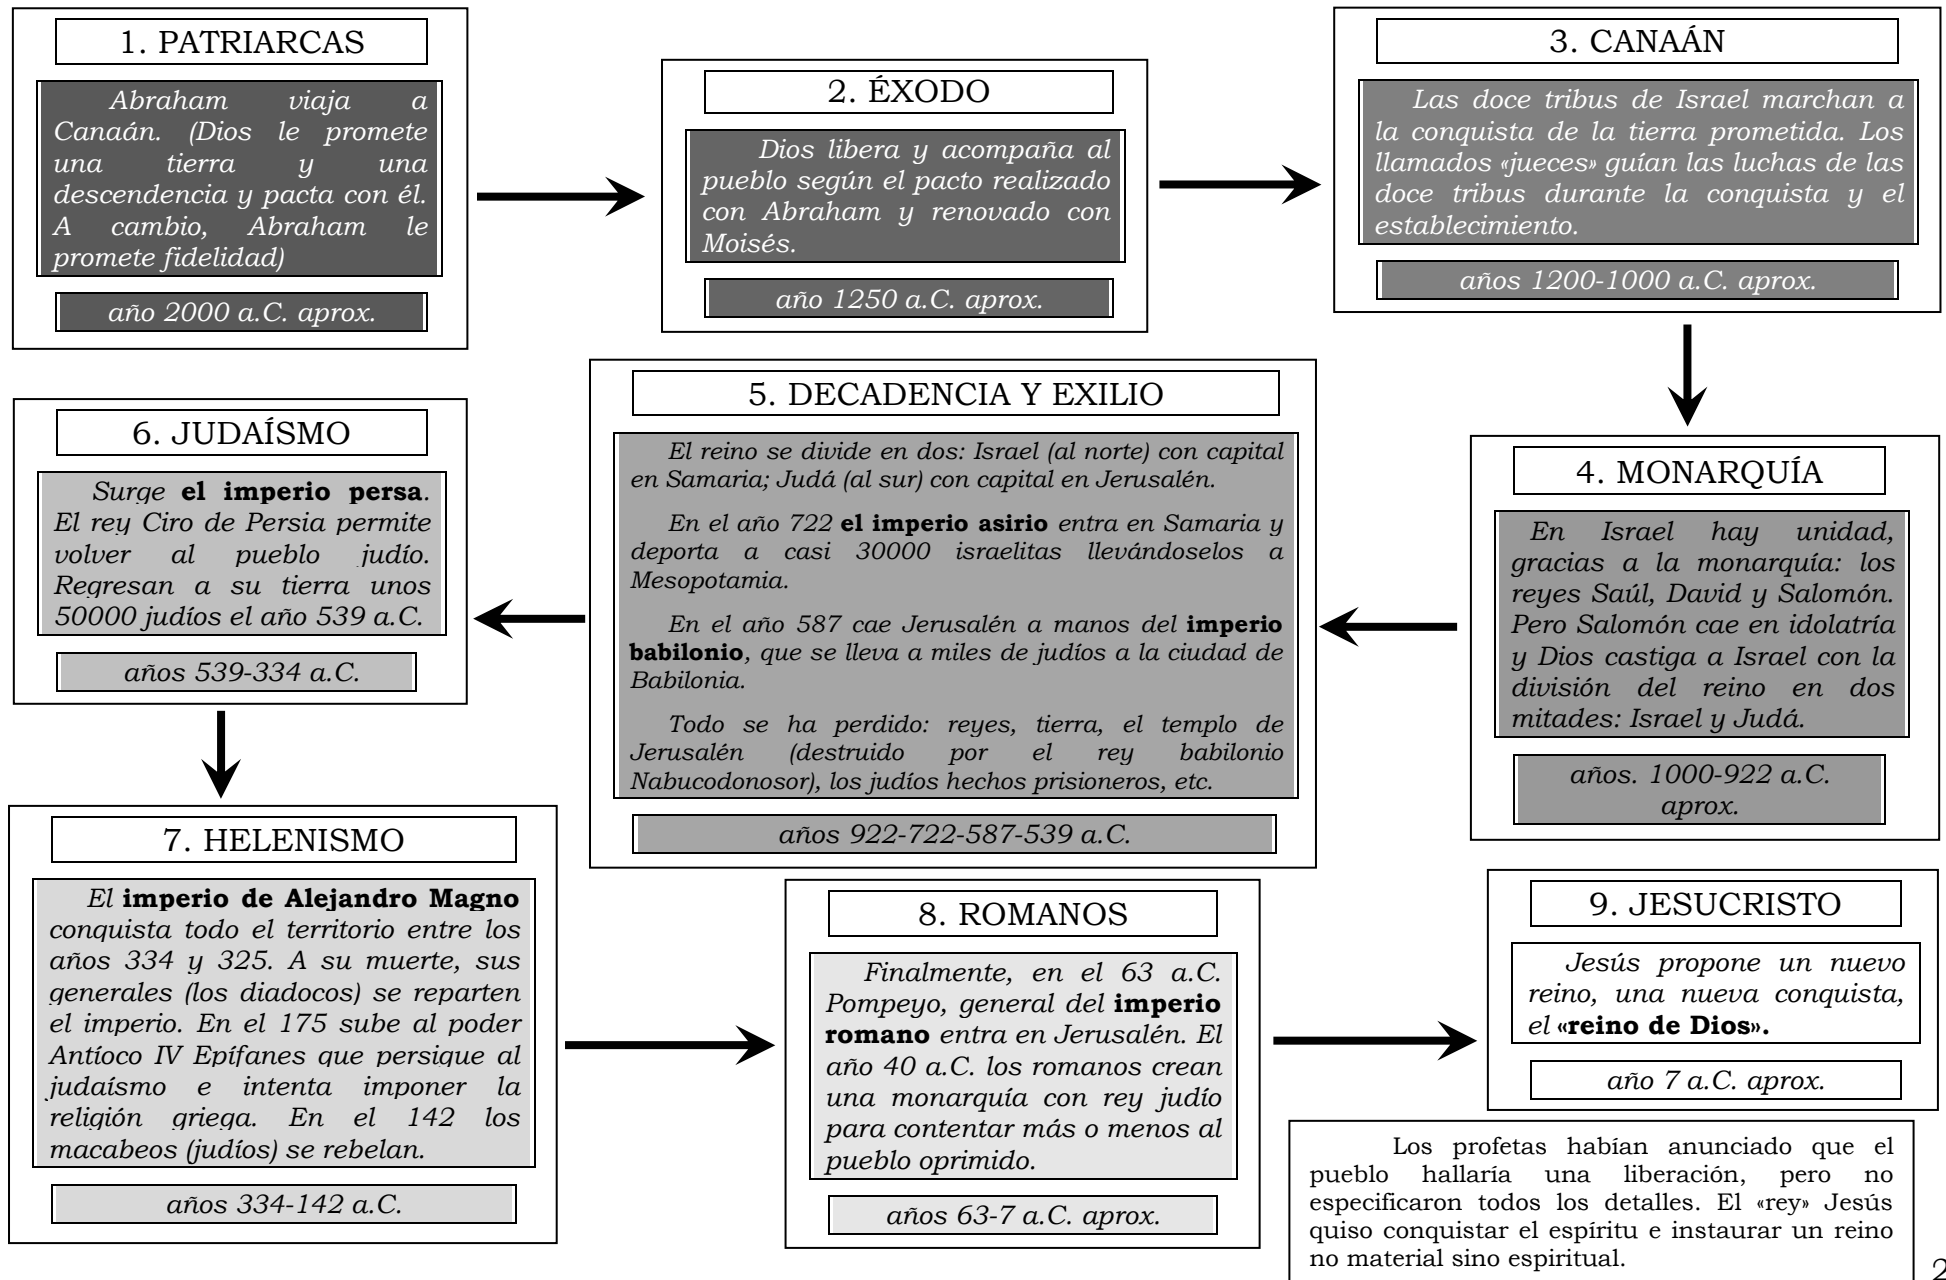 1. PATRIARCAS
Abraham viaja a
Canaán. (Dios le promete
una tierra y una
descendencia y pacta con él.
A cambio, Abraham le
promete fidelidad)
año 2000 a.C. aprox.
2. ÉXODO
Dios libera y acompaña al
pueblo según el pacto realizado
con Abraham y renovado con
Moisés.
año 1250 a.C. aprox.
3. CANAÁN
Las doce tribus de Israel marchan a
la conquista de la tierra prometida. Los
llamados «jueces» guían las luchas de las
doce tribus durante la conquista y el
establecimiento.
años 1200-1000 a.C. aprox.
4. MONARQUÍA
En Israel hay unidad,
gracias a la monarquía: los
reyes Saúl, David y Salomón.
Pero Salomón cae en idolatría
y Dios castiga a Israel con la
división del reino en dos
mitades: Israel y Judá.
años. 1000-922 a.C.
aprox.
5. DECADENCIA Y EXILIO
El reino se divide en dos: Israel (al norte) con capital
en Samaria; Judá (al sur) con capital en Jerusalén.
En el año 722 el imperio asirio entra en Samaria y
deporta a casi 30000 israelitas llevándoselos a
Mesopotamia.
En el año 587 cae Jerusalén a manos del imperio
babilonio, que se lleva a miles de judíos a la ciudad de
Babilonia.
Todo se ha perdido: reyes, tierra, el templo de
Jerusalén (destruido por el rey babilonio
Nabucodonosor), los judíos hechos prisioneros, etc.
años 922-722-587-539 a.C.
6. JUDAÍSMO
Surge el imperio persa.
El rey Ciro de Persia permite
volver al pueblo judío.
Regresan a su tierra unos
50000 judíos el año 539 a.C.
años 539-334 a.C.
7. HELENISMO
El imperio de Alejandro Magno
conquista todo el territorio entre los
años 334 y 325. A su muerte, sus
generales (los diadocos) se reparten
el imperio. En el 175 sube al poder
Antíoco IV Epífanes que persigue al
judaísmo e intenta imponer la
religión griega. En el 142 los
macabeos (judíos) se rebelan.
años 334-142 a.C.
8. ROMANOS
Finalmente, en el 63 a.C.
Pompeyo, general del imperio
romano entra en Jerusalén. El
año 40 a.C. los romanos crean
una monarquía con rey judío
para contentar más o menos al
pueblo oprimido.
años 63-7 a.C. aprox.
9. JESUCRISTO
Jesús propone un nuevo
reino, una nueva conquista,
el «reino de Dios».
año 7 a.C. aprox.
Los profetas habían anunciado que el
pueblo hallaría una liberación, pero no
especificaron todos los detalles. El «rey» Jesús
quiso conquistar el espíritu e instaurar un reino
no material sino espiritual.
2